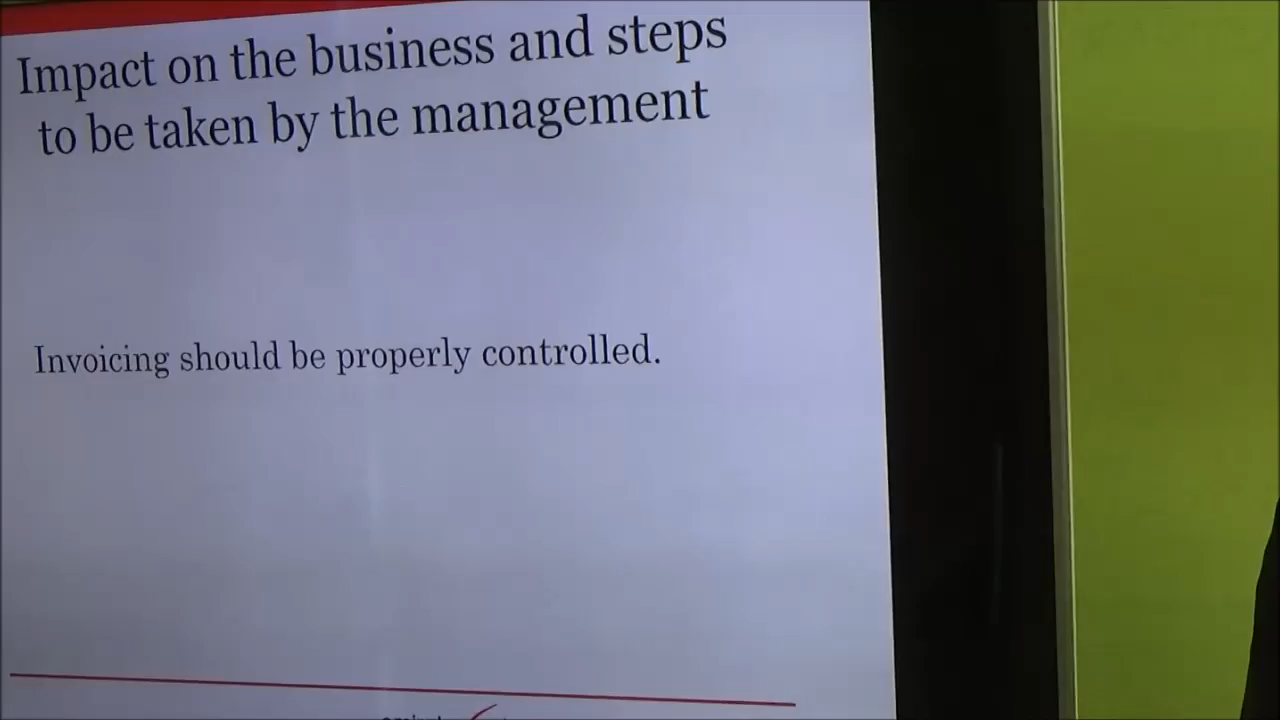 Impact on the business and steps
to be taken by the management
Invoicing should be properly controlled.